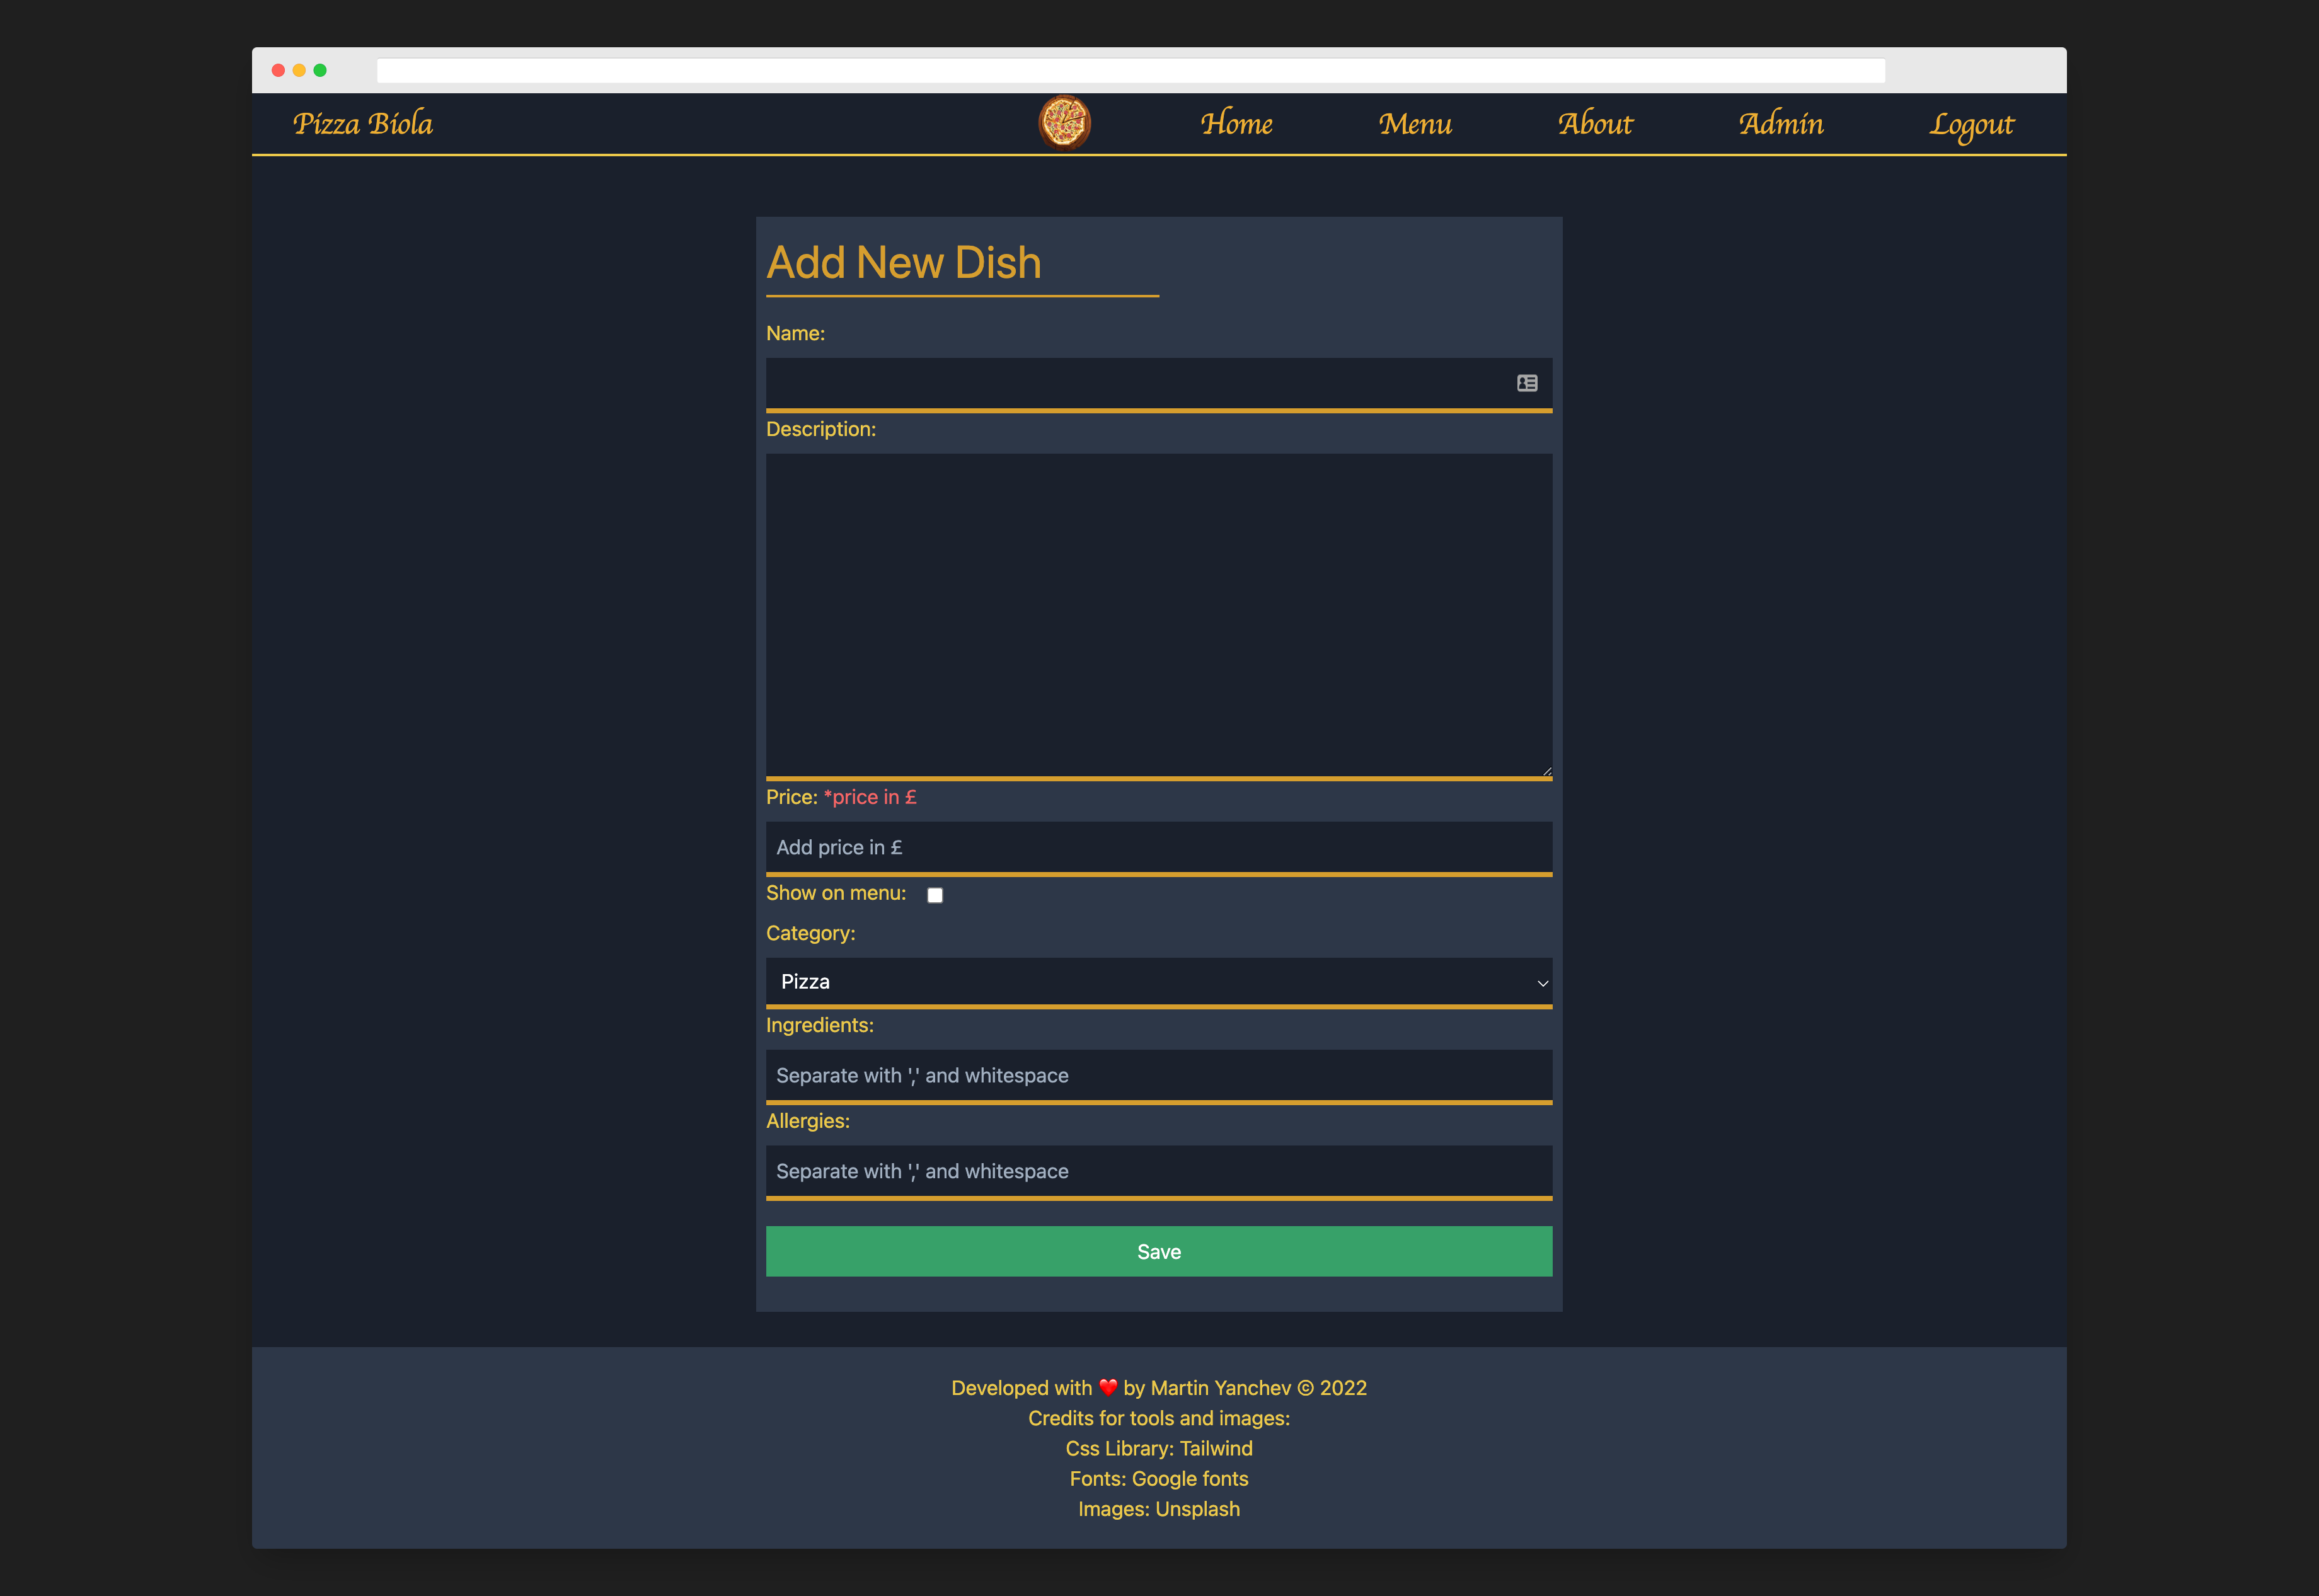 Pizza Biola Home Menu About Admin Logout
Add New Dish
Name:
Description:
Price: *price in £
Add price in £
Show on menu:
Category:
Pizza
Ingredients:
Separate with ',' and whitespace
Allergies:
Separate with ',' and whitespace
Save
Developed with ❤️ by Martin Yanchev © 2022
Credits for tools and images:
Css Library: Tailwind
Fonts: Google fonts
Images: Unsplash